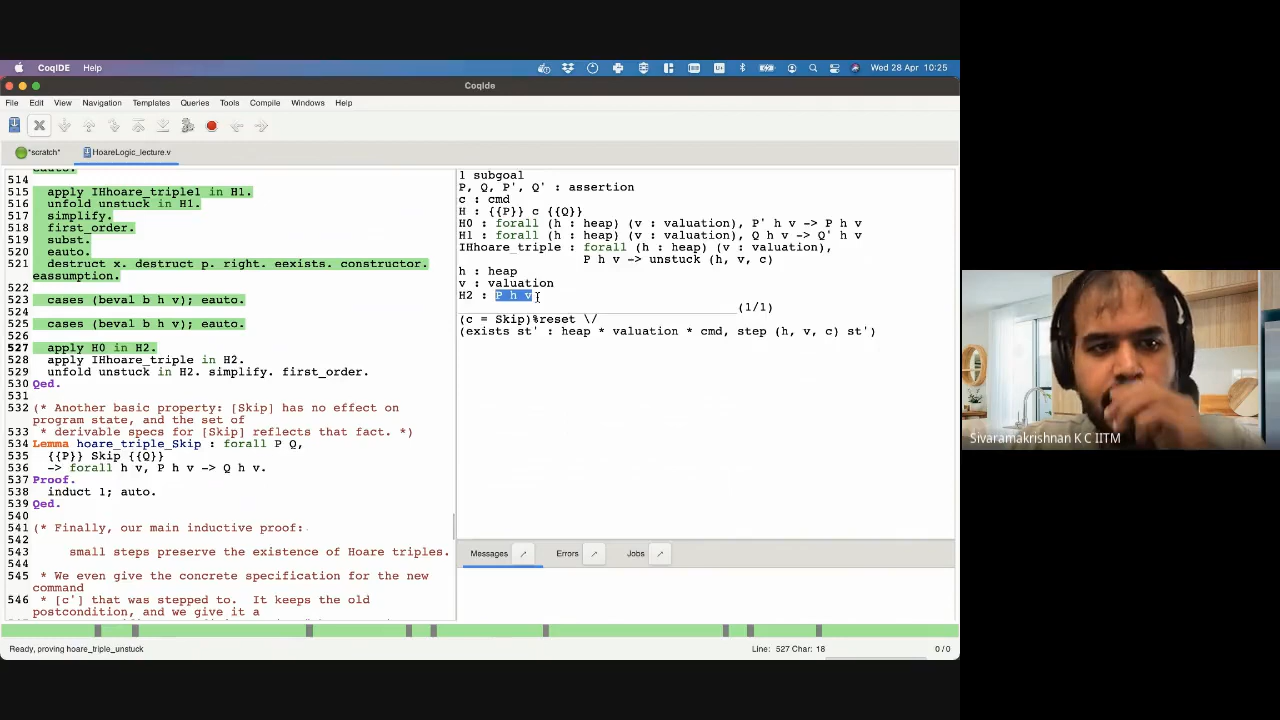 CoqIDE Help
Wed 28 Apr 10:25
CoqIde
File Edit View Navigation Templates Queries Tools Compile Windows Help
*scratch* HoareLogic_lecture.v
514 eauto.
515 apply IHhoare_triple1 in H1.
516 unfold unstuck in H1.
517 simplify.
518 first_order.
519 subst.
520 eauto.
521 destruct x. destruct p. right. eexists. constructor.
eassumption.
522
523 cases (beval b h v); eauto.
524
525 cases (beval b h v); eauto.
526
527 apply H0 in H2.
528 apply IHhoare_triple in H2.
529 unfold unstuck in H2. simplify. first_order.
530 Qed.
531
532 (* Another basic property: [Skip] has no effect on
program state, and the set of
533 * derivable specs for [Skip] reflects that fact. *)
534 Lemma hoare_triple_Skip : forall P Q,
535 {{P}} Skip {{Q}}
536 -> forall h v, P h v -> Q h v.
537 Proof.
538 induct 1; auto.
539 Qed.
540
541 (* Finally, our main inductive proof:
542
543 small steps preserve the existence of Hoare triples.
544
545 * We even give the concrete specification for the new
command
546 * [c'] that was stepped to. It keeps the old
postcondition, and we give it a
1 subgoal
P, Q, P', Q' : assertion
c : cmd
H : {{P}} c {{Q}}
H0 : forall (h : heap) (v : valuation), P' h v -> P h v
H1 : forall (h : heap) (v : valuation), Q h v -> Q' h v
IHhoare_triple : forall (h : heap) (v : valuation),
P h v -> unstuck (h, v, c)
h : heap
v : valuation
H2 : P h v
(1/1)
(c = Skip)%reset \/
(exists st' : heap * valuation * cmd, step (h, v, c) st')
Messages Errors Jobs
Ready, proving hoare_triple_unstuck
Line: 527 Char: 18
0 / 0
Sivaramakrishnan K C IITM